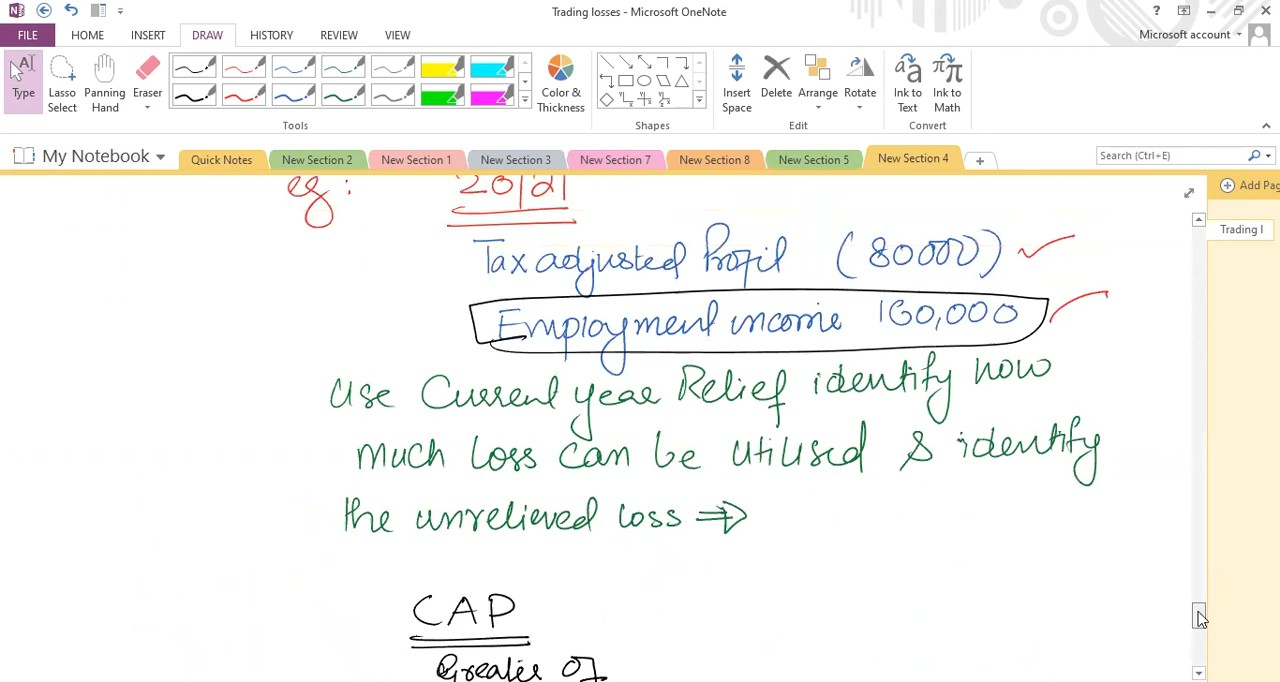 Trading losses - Microsoft OneNote
Microsoft account
FILE HOME INSERT DRAW HISTORY REVIEW VIEW
Type
Lasso Select
Panning Hand
Eraser
Color & Thickness
Insert Space
Delete
Arrange
Rotate
Ink to Text
Ink to Math
Tools
Shapes
Edit
Convert
My Notebook
Quick Notes
New Section 2
New Section 1
New Section 3
New Section 7
New Section 8
New Section 5
New Section 4
Search (Ctrl+E)
Add Pag
Trading l
eg : 20/21
Tax adjusted Profit (80000)
Employment income 160,000
Use Current year Relief identify how
much loss can be utilised & identify
the unrelieved loss ⇒
CAP
Greater of